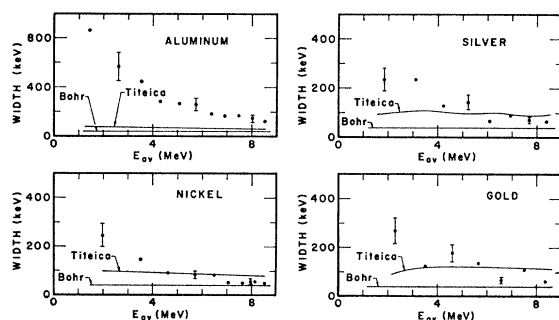 ALUMINUM
WIDTH (keV)
800
400
0
Bohr
Titeica
0 4 8
E_av (MeV)
SILVER
WIDTH (keV)
400
200
0
Titeica
Bohr
0 4 8
E_av (MeV)
NICKEL
WIDTH (keV)
400
200
0
Titeica
Bohr
0 4 8
E_av (MeV)
GOLD
WIDTH (keV)
400
200
0
Titeica
Bohr
0 4 8
E_av (MeV)